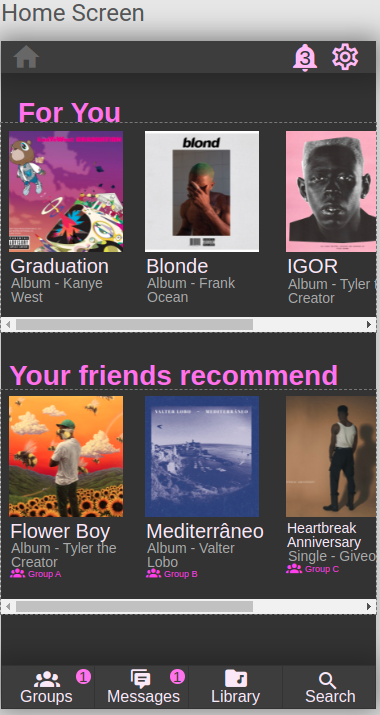 Home Screen
3
For You
blond
Graduation
Album - Kanye
West
Blonde
Album - Frank
Ocean
IGOR
Album - Tyler t
Creator
Your friends recommend
VALTER LOBO - MEDITERRÂNEO
Flower Boy
Album - Tyler the
Creator
Group A
Mediterrâneo
Album - Valter
Lobo
Group B
Heartbreak
Anniversary
Single - Giveo
Group C
1
1
Groups
Messages
Library
Search